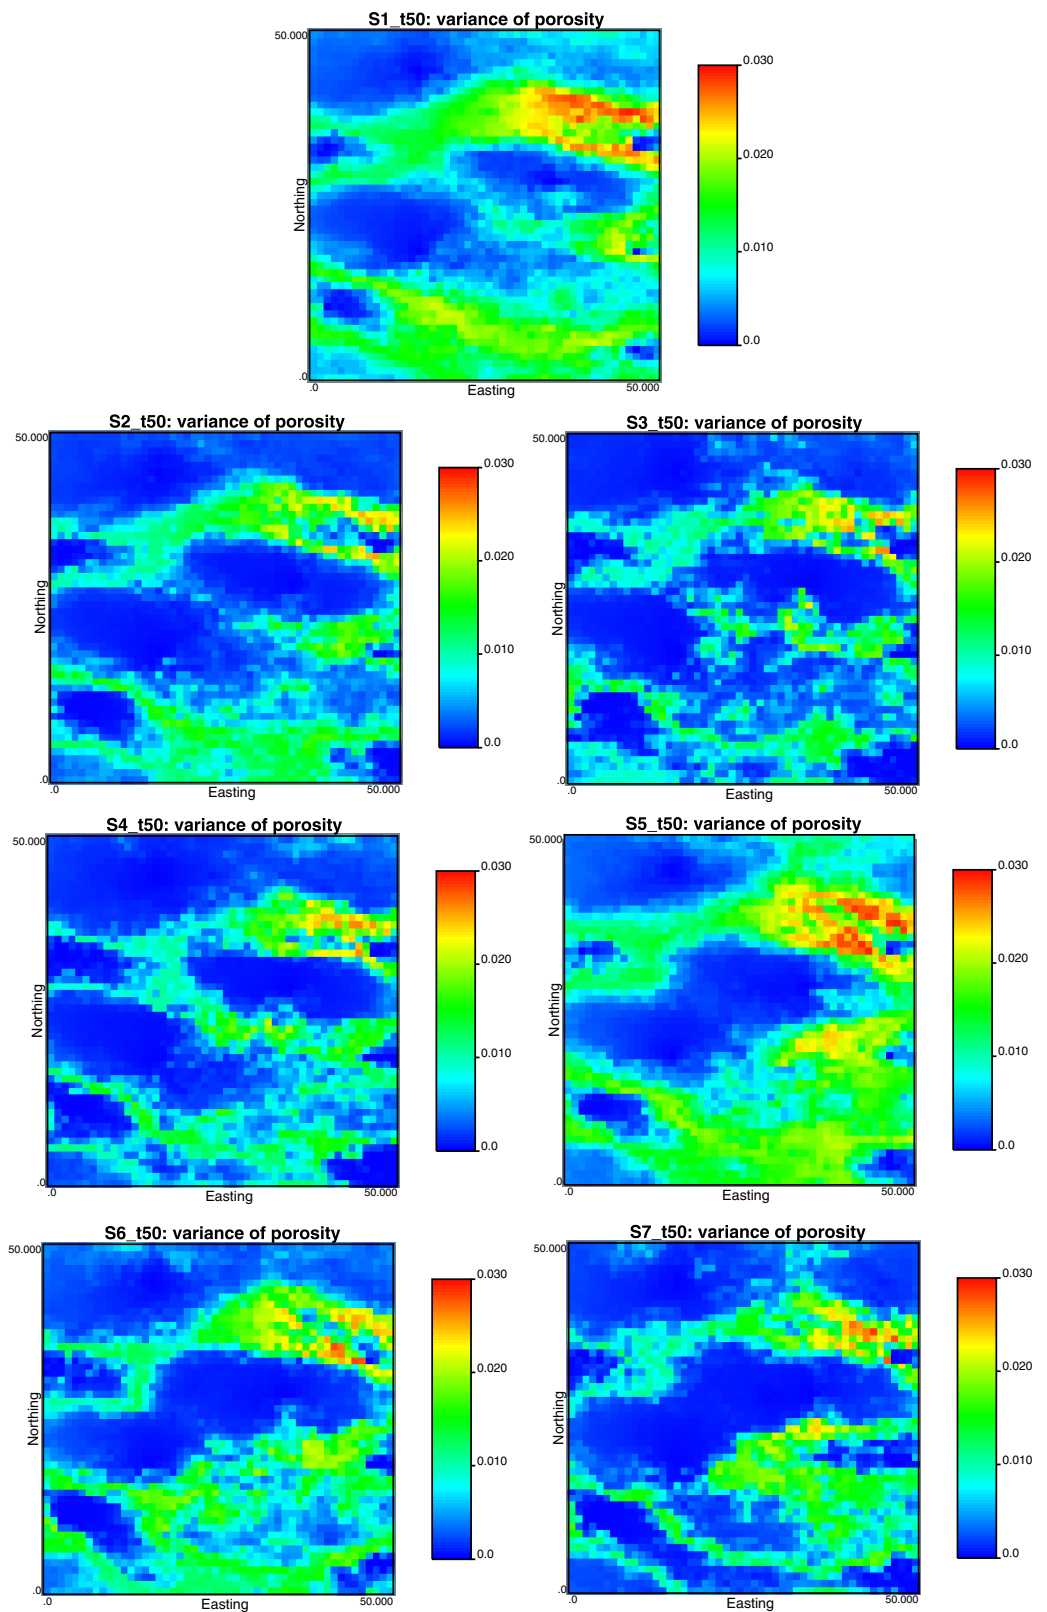 S1_t50: variance of porosity
50.000
0.030
0.020
Northing
0.010
0.0
.0
.0
Easting
50.000
S2_t50: variance of porosity
50.000
0.030
0.020
Northing
0.010
0.0
.0
.0
Easting
50.000
S3_t50: variance of porosity
50.000
0.030
0.020
Northing
0.010
0.0
.0
.0
Easting
50.000
S4_t50: variance of porosity
50.000
0.030
0.020
Northing
0.010
0.0
.0
.0
Easting
50.000
S5_t50: variance of porosity
50.000
0.030
0.020
Northing
0.010
0.0
.0
.0
Easting
50.000
S6_t50: variance of porosity
50.000
0.030
0.020
Northing
0.010
0.0
.0
.0
Easting
50.000
S7_t50: variance of porosity
50.000
0.030
0.020
Northing
0.010
0.0
.0
.0
Easting
50.000